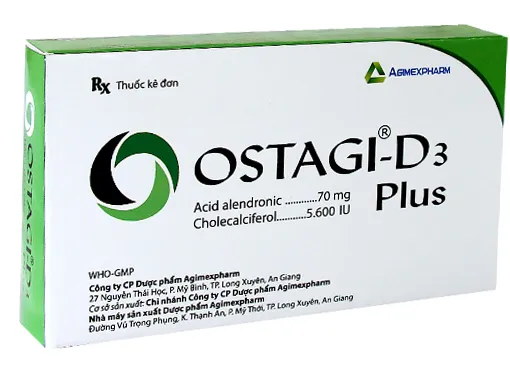 Rx Thuốc kê đơn
AGIMEXPHARM
OSTAGI®-D3
Plus
Acid alendronic ............70 mg
Cholecalciferol...........5.600 IU
WHO-GMP
Công ty CP Dược phẩm Agimexpharm
27 Nguyễn Thái Học, P. Mỹ Bình, TP. Long Xuyên, An Giang
Cơ sở sản xuất: Chi nhánh Công ty CP Dược phẩm Agimexpharm
Nhà máy sản xuất Dược phẩm Agimexpharm
Đường Vũ Trọng Phụng, K. Thạnh An, P. Mỹ Thới, TP. Long Xuyên, An Giang
OSTAGI-D3